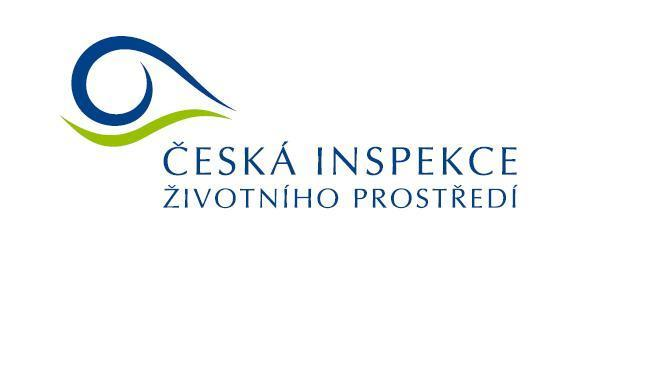 ČESKÁ INSPEKCE
ŽIVOTNÍHO PROSTŘEDÍ